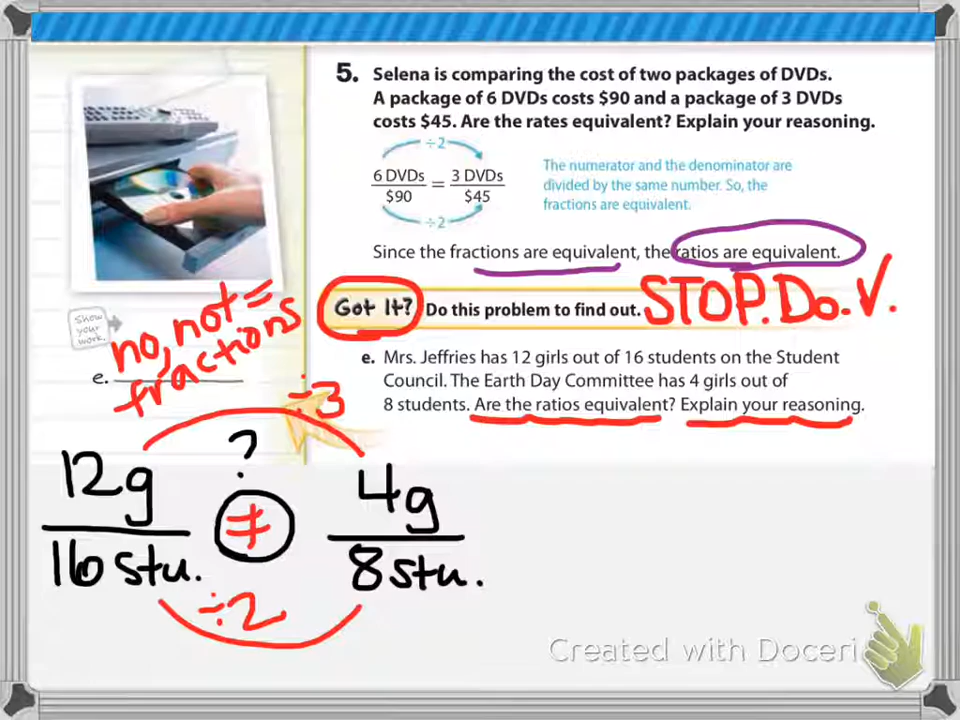 5. Selena is comparing the cost of two packages of DVDs.
A package of 6 DVDs costs $90 and a package of 3 DVDs
costs $45. Are the rates equivalent? Explain your reasoning.
÷2
6 DVDs = 3 DVDs
$90 $45
÷2
The numerator and the denominator are
divided by the same number. So, the
fractions are equivalent.
Since the fractions are equivalent, the ratios are equivalent.
Got It? Do this problem to find out. STOP. Do. √.
Show
your
work.
no, not =
fractions
e.
e. Mrs. Jeffries has 12 girls out of 16 students on the Student
Council. The Earth Day Committee has 4 girls out of
8 students. Are the ratios equivalent? Explain your reasoning.
÷3
?
12g ≠ 4g
16 stu. 8 stu.
÷2
Created with Doceri